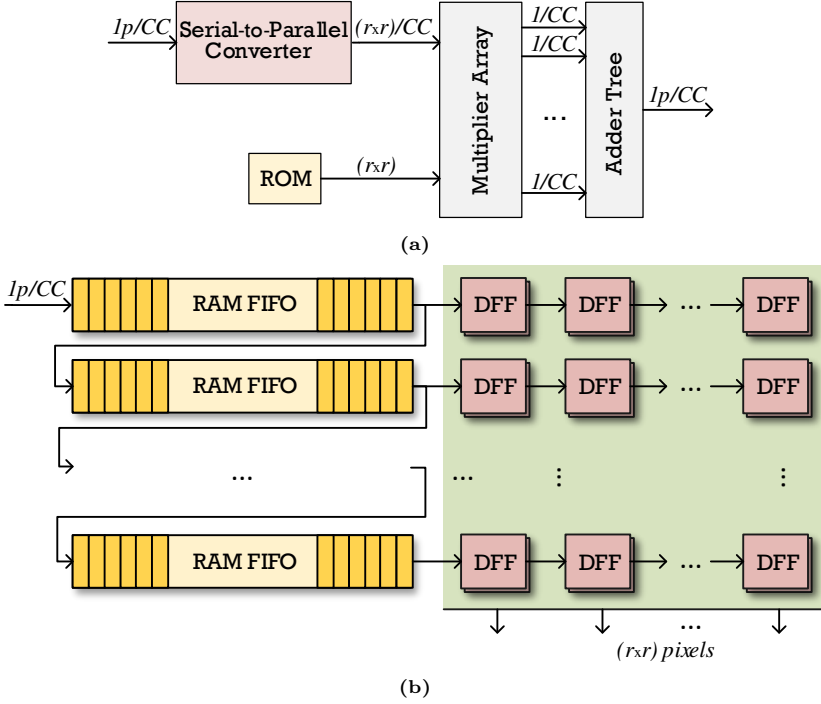 1p/CC
Serial-to-Parallel
Converter
(rxr)/CC
ROM
(rxr)
Multiplier Array
1/CC
1/CC
...
1/CC
Adder Tree
1p/CC
(a)
1p/CC
RAM FIFO
DFF DFF ... DFF
RAM FIFO
DFF DFF ... DFF
... ... ⋮ ⋮
RAM FIFO
DFF DFF ... DFF
...
(rxr) pixels
(b)